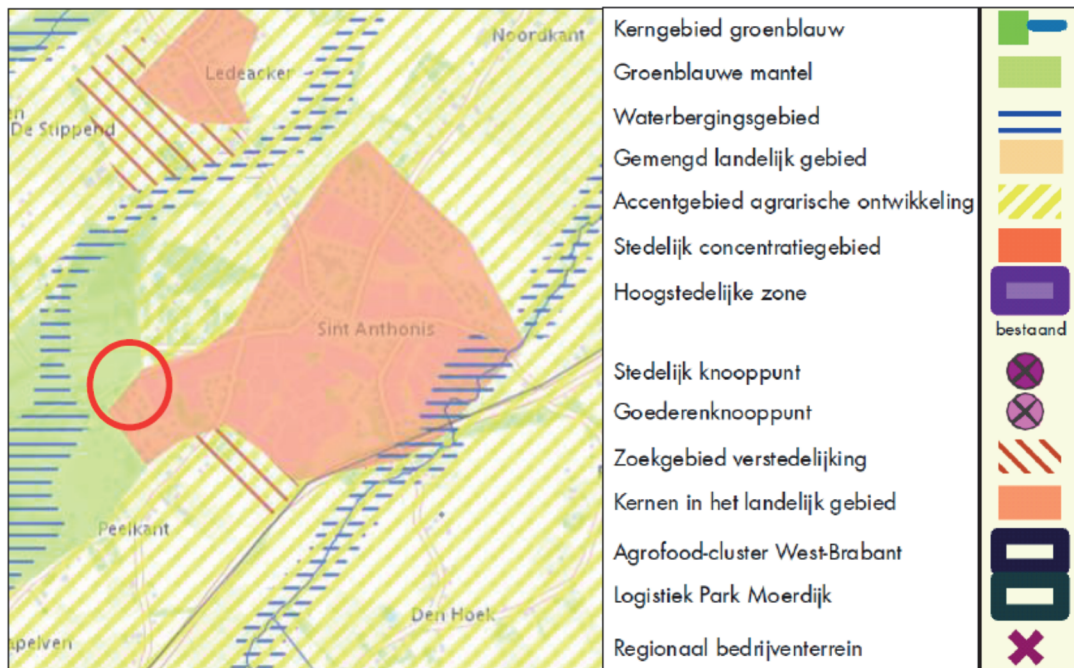 Noordkant
Ledeacker
en
De Stippend
Sint Anthonis
Peelkant
Den Hoek
apelven
Kerngebied groenblauw
Groenblauwe mantel
Waterbergingsgebied
Gemengd landelijk gebied
Accentgebied agrarische ontwikkeling
Stedelijk concentratiegebied
Hoogstedelijke zone
bestaand
Stedelijk knooppunt
Goederenknooppunt
Zoekgebied verstedelijking
Kernen in het landelijk gebied
Agrofood-cluster West-Brabant
Logistiek Park Moerdijk
Regionaal bedrijventerrein